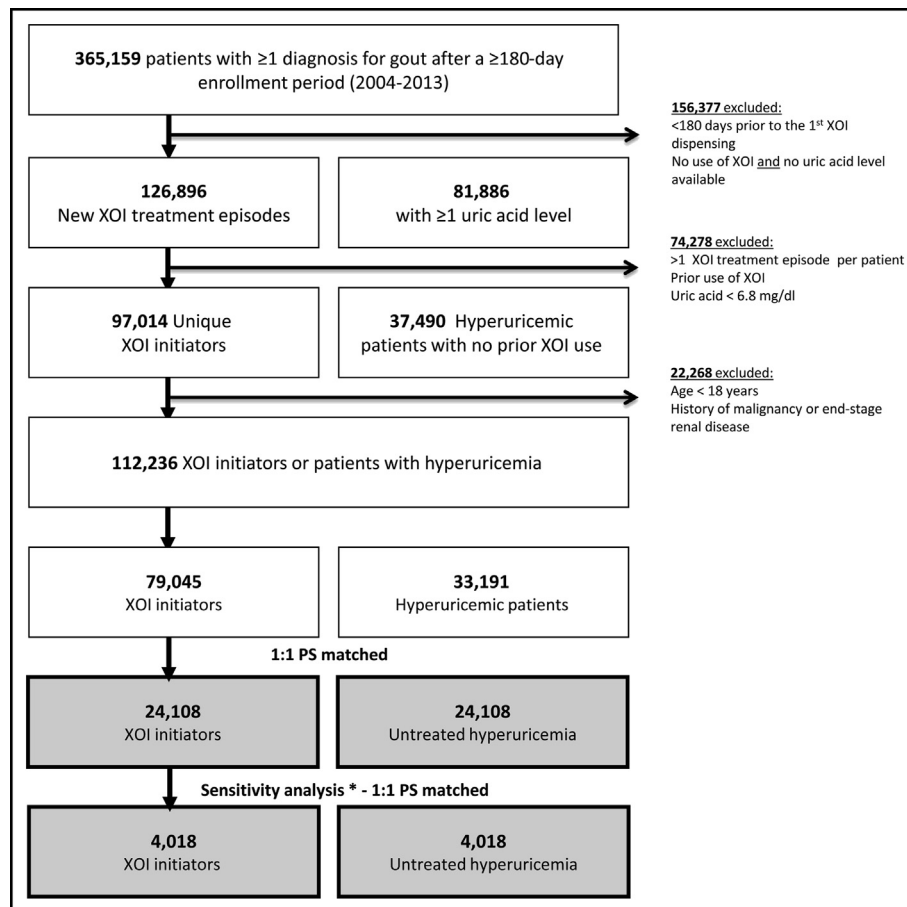 365,159 patients with ≥1 diagnosis for gout after a ≥180-day
enrollment period (2004-2013)
156,377 excluded:
<180 days prior to the 1st XOI
dispensing
No use of XOI and no uric acid level
available
126,896
New XOI treatment episodes
81,886
with ≥1 uric acid level
74,278 excluded:
>1 XOI treatment episode per patient
Prior use of XOI
Uric acid < 6.8 mg/dl
97,014 Unique
XOI initiators
37,490 Hyperuricemic
patients with no prior XOI use
22,268 excluded:
Age < 18 years
History of malignancy or end-stage
renal disease
112,236 XOI initiators or patients with hyperuricemia
79,045
XOI initiators
33,191
Hyperuricemic patients
1:1 PS matched
24,108
XOI initiators
24,108
Untreated hyperuricemia
Sensitivity analysis * - 1:1 PS matched
4,018
XOI initiators
4,018
Untreated hyperuricemia